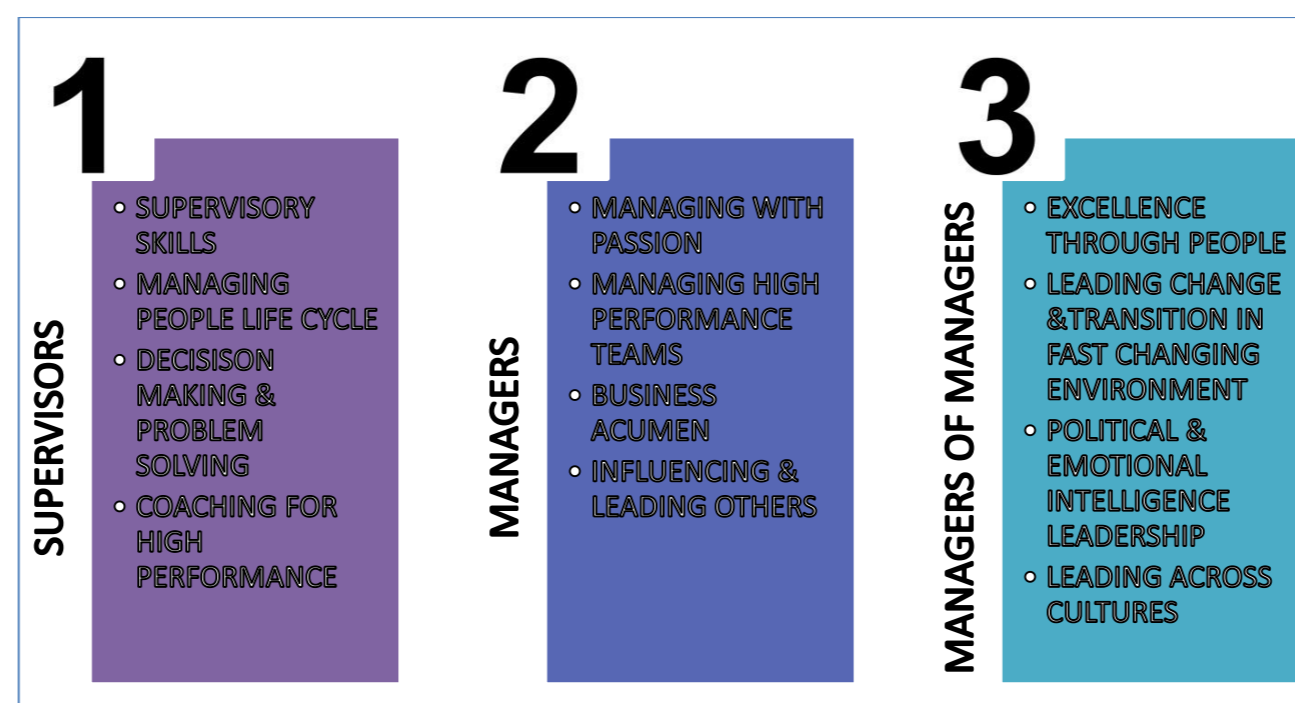 1
SUPERVISORS
• SUPERVISORY
SKILLS
• MANAGING
PEOPLE LIFE CYCLE
• DECISISON
MAKING &
PROBLEM
SOLVING
• COACHING FOR
HIGH
PERFORMANCE
2
MANAGERS
• MANAGING WITH
PASSION
• MANAGING HIGH
PERFORMANCE
TEAMS
• BUSINESS
ACUMEN
• INFLUENCING &
LEADING OTHERS
3
MANAGERS OF MANAGERS
• EXCELLENCE
THROUGH PEOPLE
• LEADING CHANGE
&TRANSITION IN
FAST CHANGING
ENVIRONMENT
• POLITICAL &
EMOTIONAL
INTELLIGENCE
LEADERSHIP
• LEADING ACROSS
CULTURES